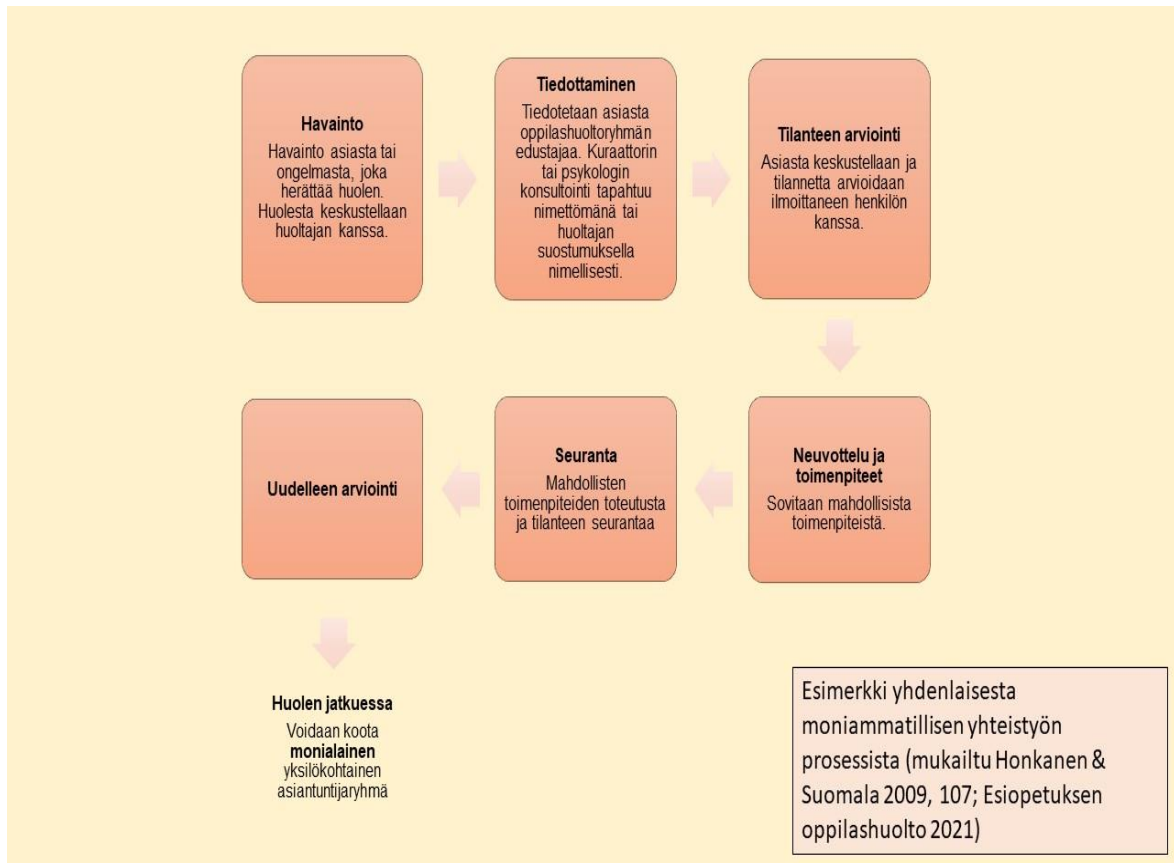 Havainto
Havainto asiasta tai
ongelmasta, joka
herättää huolen.
Huolesta keskustellaan
huoltajan kanssa.
Tiedottaminen
Tiedotetaan asiasta
oppilashuoltoryhmän
edustajaa. Kuraattorin
tai psykologin
konsultointi tapahtuu
nimettömänä tai
huoltajan
suostumuksella
nimellisesti.
Tilanteen arviointi
Asiasta keskustellaan ja
tilannetta arvioidaan
ilmoittaneen henkilön
kanssa.
Neuvottelu ja
toimenpiteet
Sovitaan mahdollisista
toimenpiteistä.
Seuranta
Mahdollisten
toimenpiteiden toteutusta
ja tilanteen seurantaa
Uudelleen arviointi
Huolen jatkuessa
Voidaan koota
monialainen
yksilökohtainen
asiantuntijaryhmä
Esimerkki yhdenlaisesta
moniammatillisen yhteistyön
prosessista (mukailtu Honkanen &
Suomala 2009, 107; Esiopetuksen
oppilashuolto 2021)